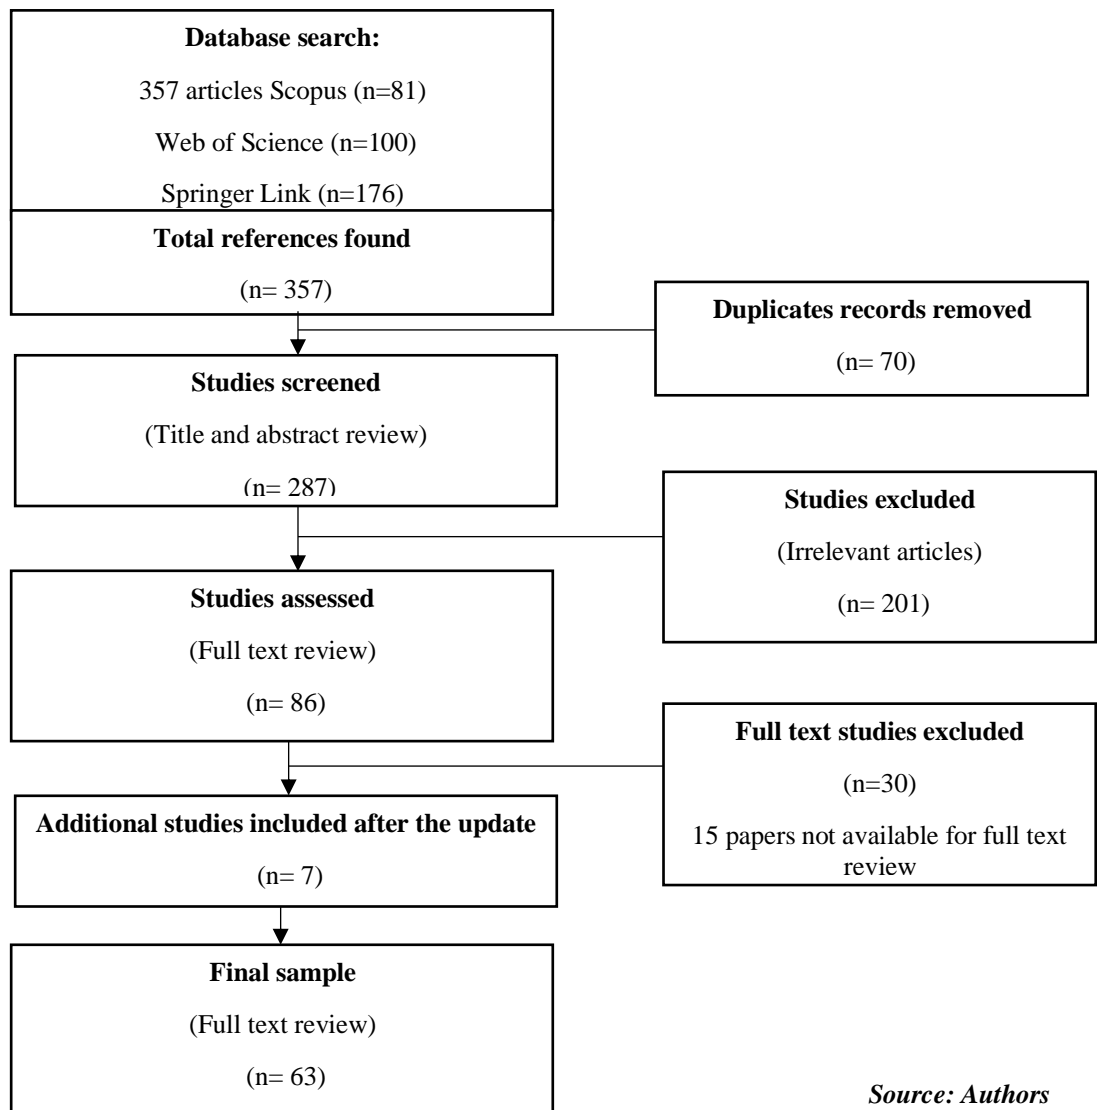 Database search:
357 articles Scopus (n=81)
Web of Science (n=100)
Springer Link (n=176)
Total references found
(n= 357)
Duplicates records removed
(n= 70)
Studies screened
(Title and abstract review)
(n= 287)
Studies excluded
(Irrelevant articles)
(n= 201)
Studies assessed
(Full text review)
(n= 86)
Full text studies excluded
(n=30)
15 papers not available for full text
review
Additional studies included after the update
(n= 7)
Final sample
(Full text review)
(n= 63)
Source: Authors